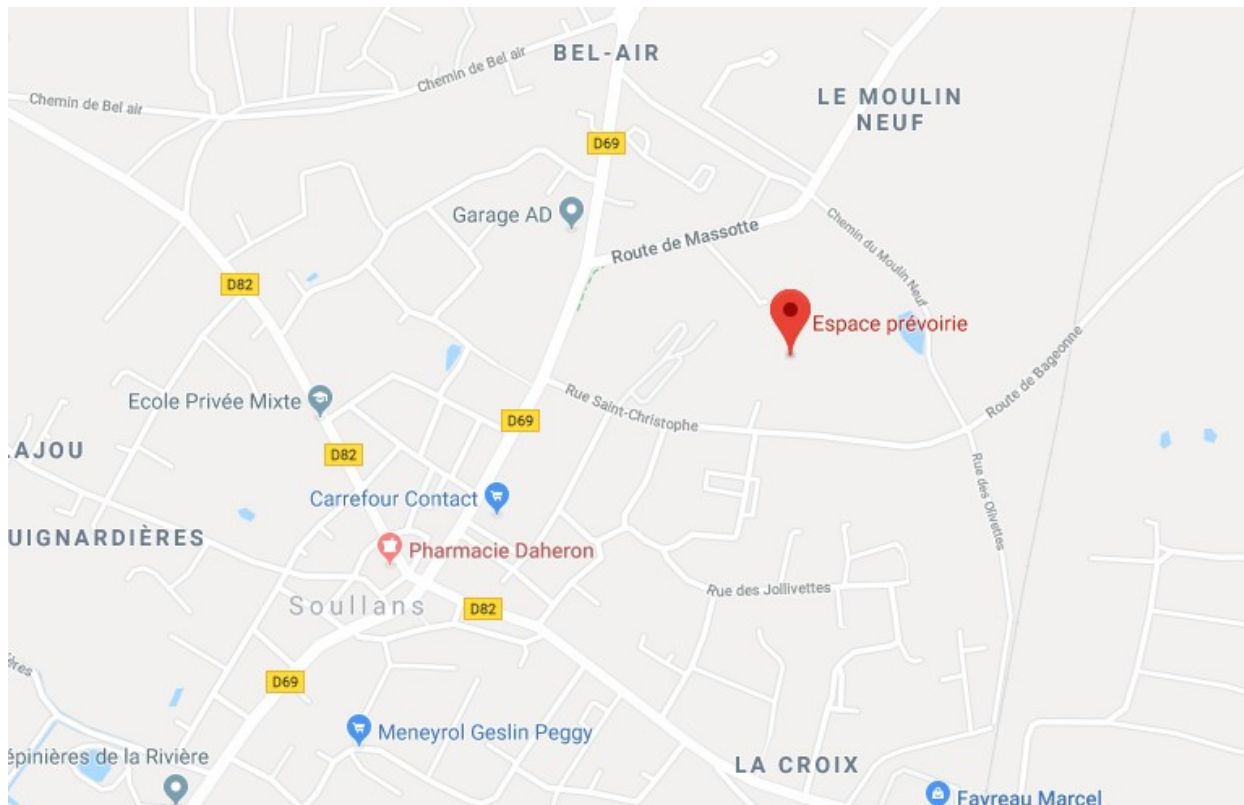 BEL-AIR
Chemin de Bel air
LE MOULIN
NEUF
Chemin de Bel air
D69
Garage AD
Route de Massotte
Chemin du Moulin Neuf
D82
Espace prévoirie
Route de Bageonne
Ecole Privée Mixte
Rue Saint-Christophe
D69
LAJOU
D82
Rue des Olivettes
Carrefour Contact
UIGNARDIÈRES
Pharmacie Daheron
Rue des Jollivettes
Soullans
D82
ères
D69
Meneyrol Geslin Peggy
épinières de la Rivière
LA CROIX
Favreau Marcel